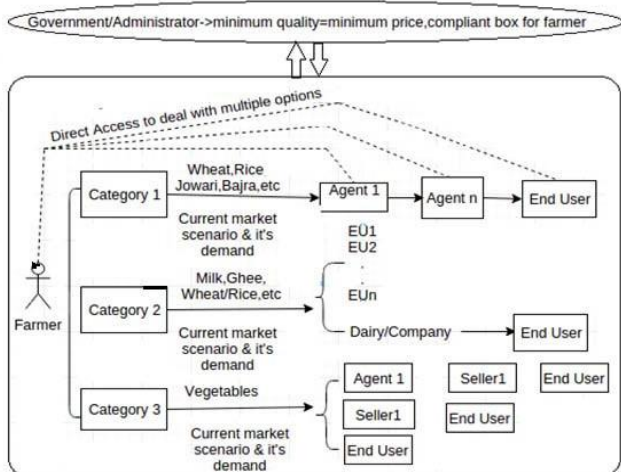 Government/Administrator->minimum quality=minimum price,compliant box for farmer
Direct Access to deal with multiple options
Farmer
Category 1
Wheat,Rice
Jowari,Bajra,etc
Current market
scenario & it's
demand
Agent 1
Agent n
End User
Category 2
Milk,Ghee,
Wheat/Rice,etc
Current market
scenario & it's
demand
EÜ1
EU2
.
.
EUn
Dairy/Company
End User
Category 3
Vegetables
Current market
scenario & it's
demand
Agent 1
Seller1
End User
Seller1
End User
End User